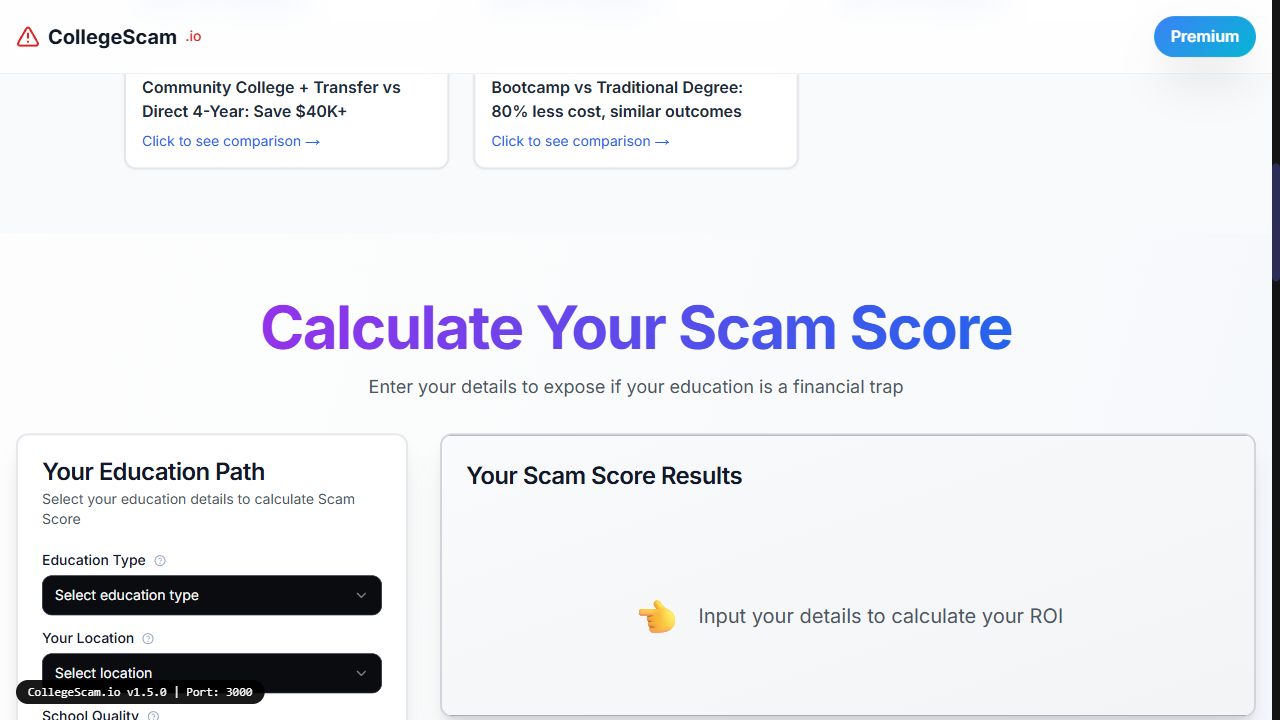 CollegeScam .io
Premium
Community College + Transfer vs
Direct 4-Year: Save $40K+
Click to see comparison →
Bootcamp vs Traditional Degree:
80% less cost, similar outcomes
Click to see comparison →
Calculate Your Scam Score
Enter your details to expose if your education is a financial trap
Your Education Path
Select your education details to calculate Scam
Score
Education Type
Select education type
Your Location
Select location
School Quality
Your Scam Score Results
Input your details to calculate your ROI
CollegeScam.io v1.5.0 | Port: 3000